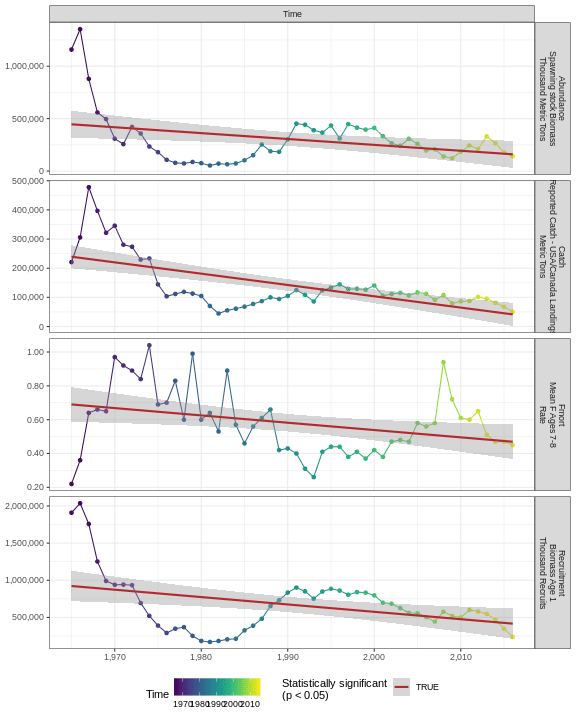 Time
1,000,000
500,000
0
Abundance
Spawning stock Biomass
Thousand Metric Tons
500,000
400,000
300,000
200,000
100,000
0
Catch
Reported Catch - USA/Canada Landing
Metric Tons
1.00
0.80
0.60
0.40
0.20
Fmort
Mean F Ages 7-8
Rate
2,000,000
1,500,000
1,000,000
500,000
Recruitment
Biomass Age 1
Thousand Recruits
1,970
1,980
1,990
2,000
2,010
Time
1970 1980 1990 2000 2010
Statistically significant
(p < 0.05)
TRUE